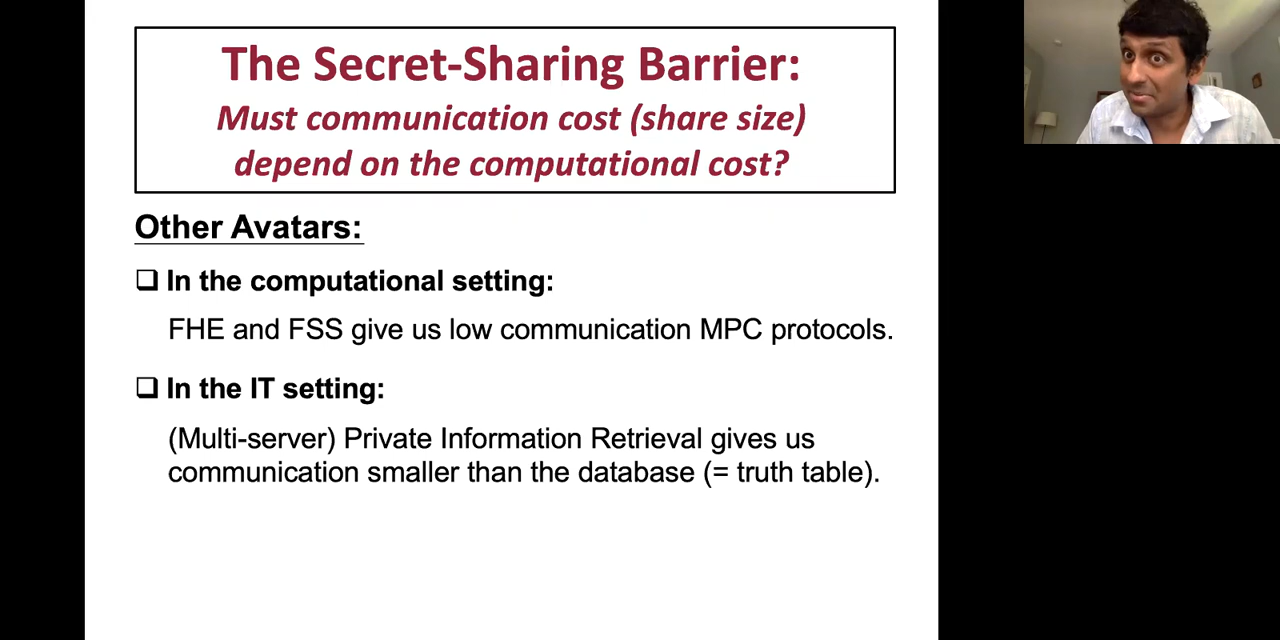 The Secret-Sharing Barrier:
Must communication cost (share size)
depend on the computational cost?
Other Avatars:
❑ In the computational setting:
FHE and FSS give us low communication MPC protocols.
❑ In the IT setting:
(Multi-server) Private Information Retrieval gives us
communication smaller than the database (= truth table).